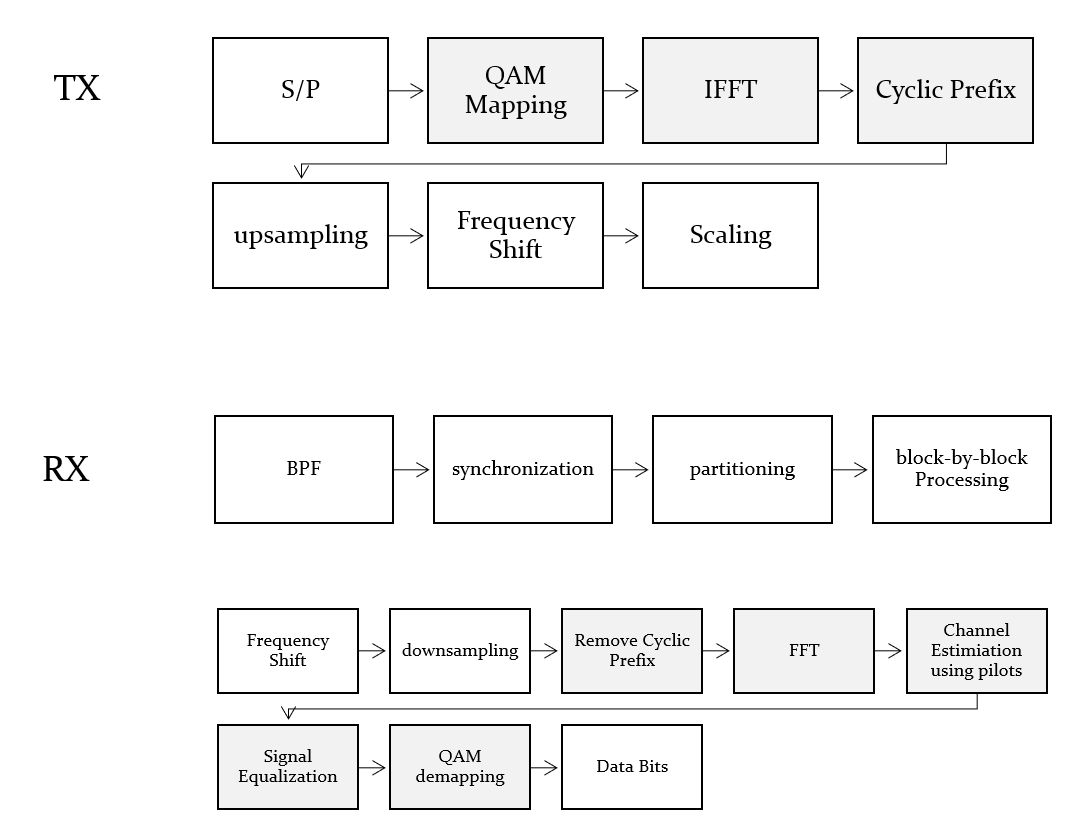 TX
S/P
QAM
Mapping
IFFT
Cyclic Prefix
upsampling
Frequency
Shift
Scaling
RX
BPF
synchronization
partitioning
block-by-block
Processing
Frequency
Shift
downsampling
Remove Cyclic
Prefix
FFT
Channel
Estimiation
using pilots
Signal
Equalization
QAM
demapping
Data Bits